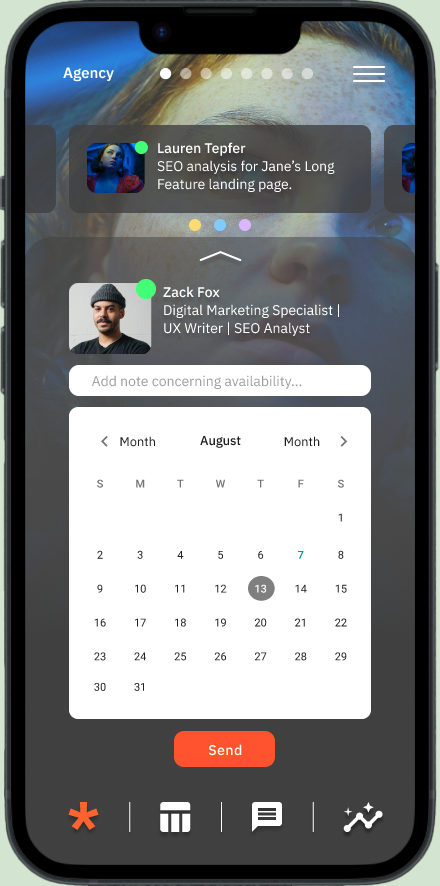 Agency
Lauren Tepfer
SEO analysis for Jane's Long
Feature landing page.
Zack Fox
Digital Marketing Specialist |
UX Writer | SEO Analyst
Add note concerning availability...
Month August Month
S M T W T F S
1
2 3 4 5 6 7 8
9 10 11 12 13 14 15
16 17 18 19 20 21 22
23 24 25 26 27 28 29
30 31
Send